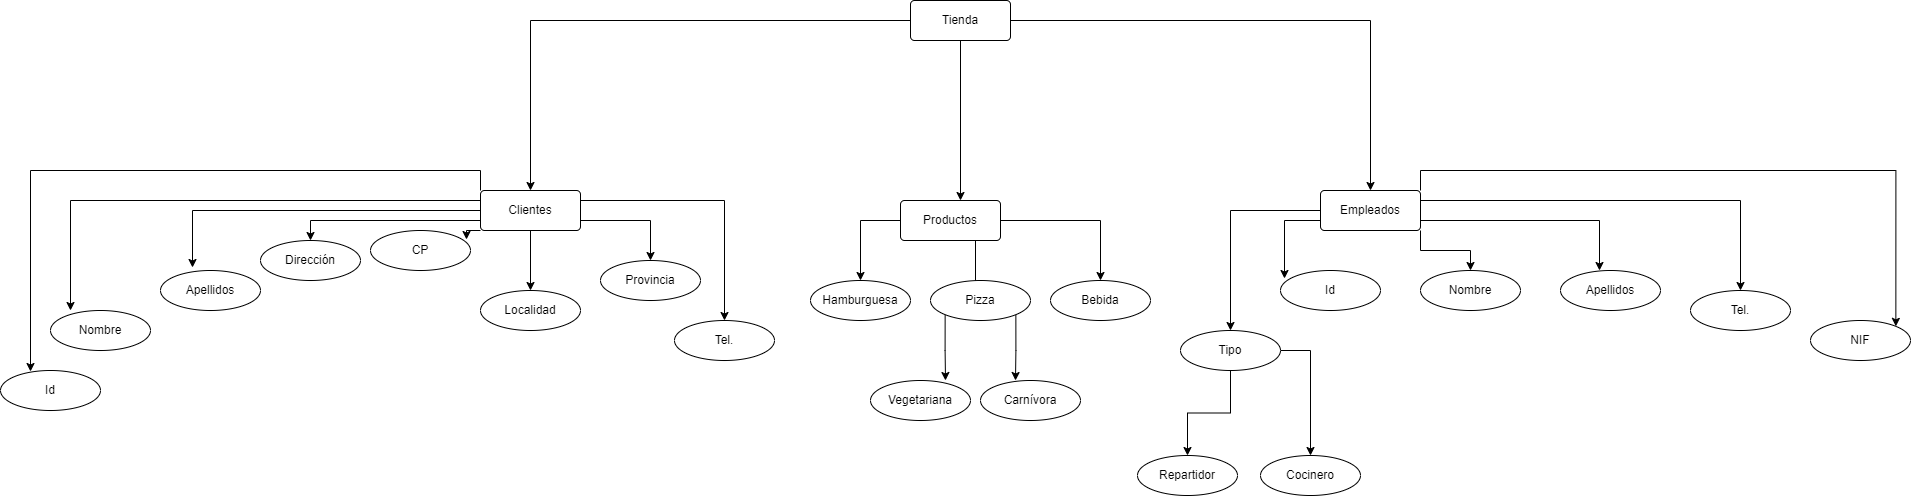 Tienda
Clientes
Productos
Empleados
CP
Dirección
Provincia
Apellidos
Localidad
Nombre
Tel.
Id
Hamburguesa
Pizza
Bebida
Vegetariana
Carnívora
Id
Nombre
Apellidos
Tel.
NIF
Tipo
Repartidor
Cocinero